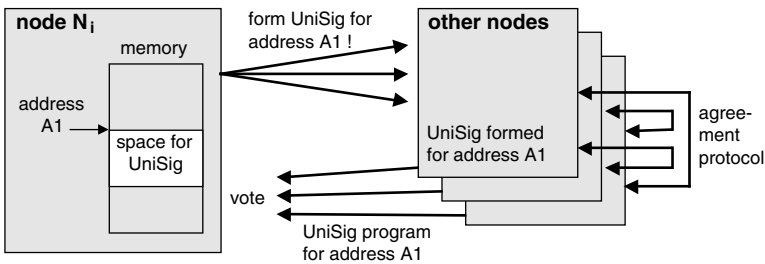 node Ni
memory
address
A1
space for
UniSig
form UniSig for
address A1 !
other nodes
UniSig formed
for address A1
agree-
ment
protocol
vote
UniSig program
for address A1